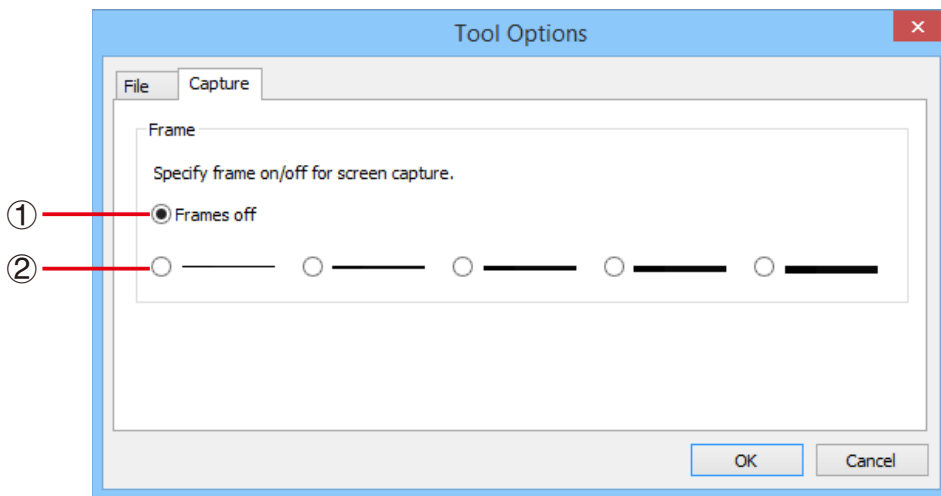 Tool Options
File
Capture
Frame
Specify frame on/off for screen capture.
① Frames off
②
OK
Cancel